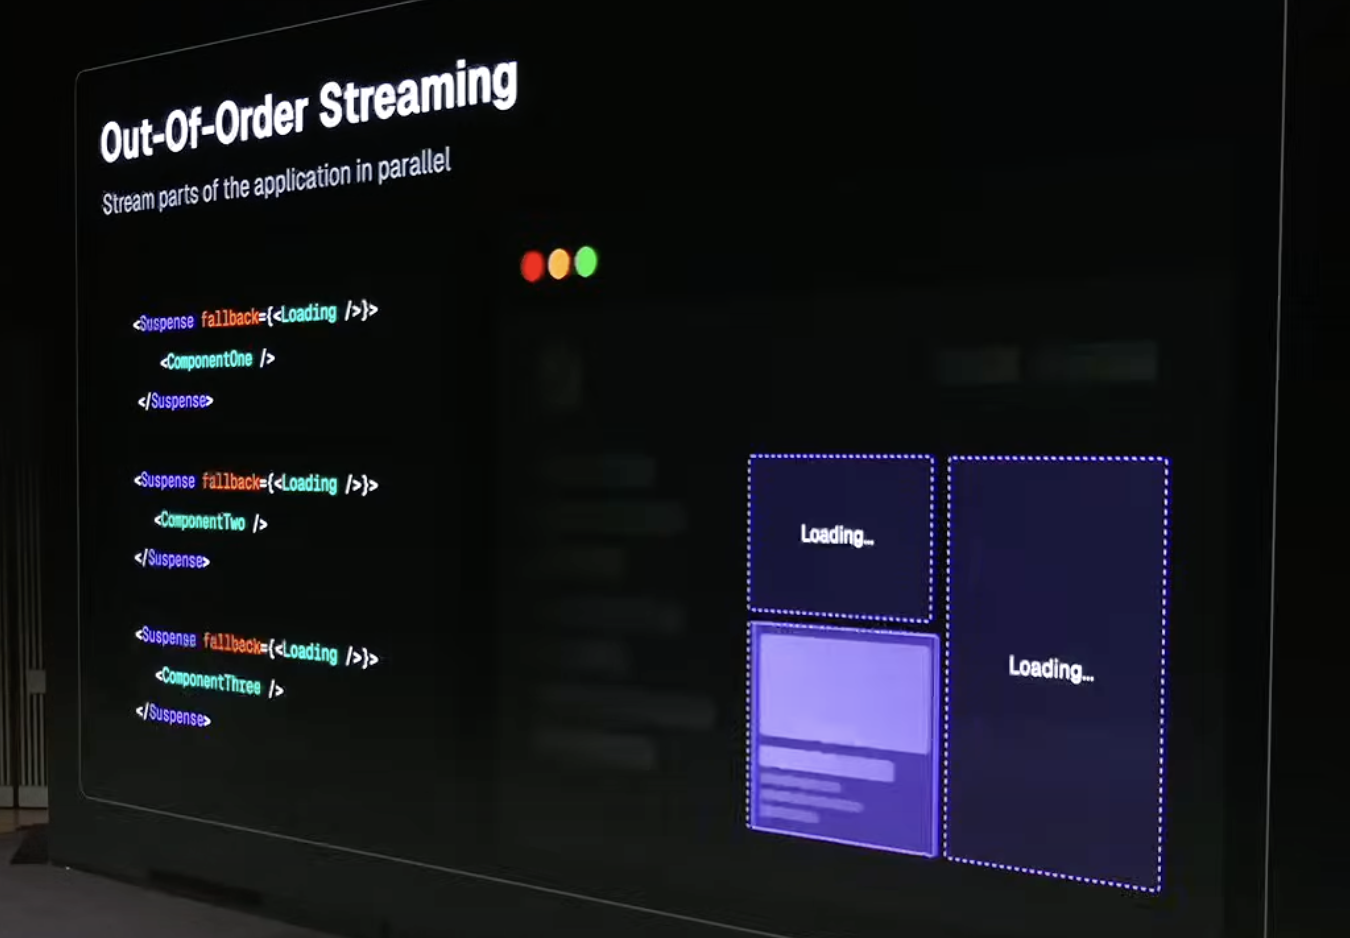 Out-Of-Order Streaming
Stream parts of the application in parallel
<Suspense fallback={<Loading />}>
<ComponentOne />
</Suspense>
<Suspense fallback={<Loading />}>
<ComponentTwo />
</Suspense>
<Suspense fallback={<Loading />}>
<ComponentThree />
</Suspense>
Loading...
Loading...